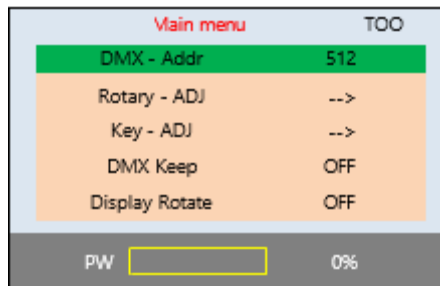 Main menu TOO
DMX - Addr 512
Rotary - ADJ -->
Key - ADJ -->
DMX Keep OFF
Display Rotate OFF
PW 0%